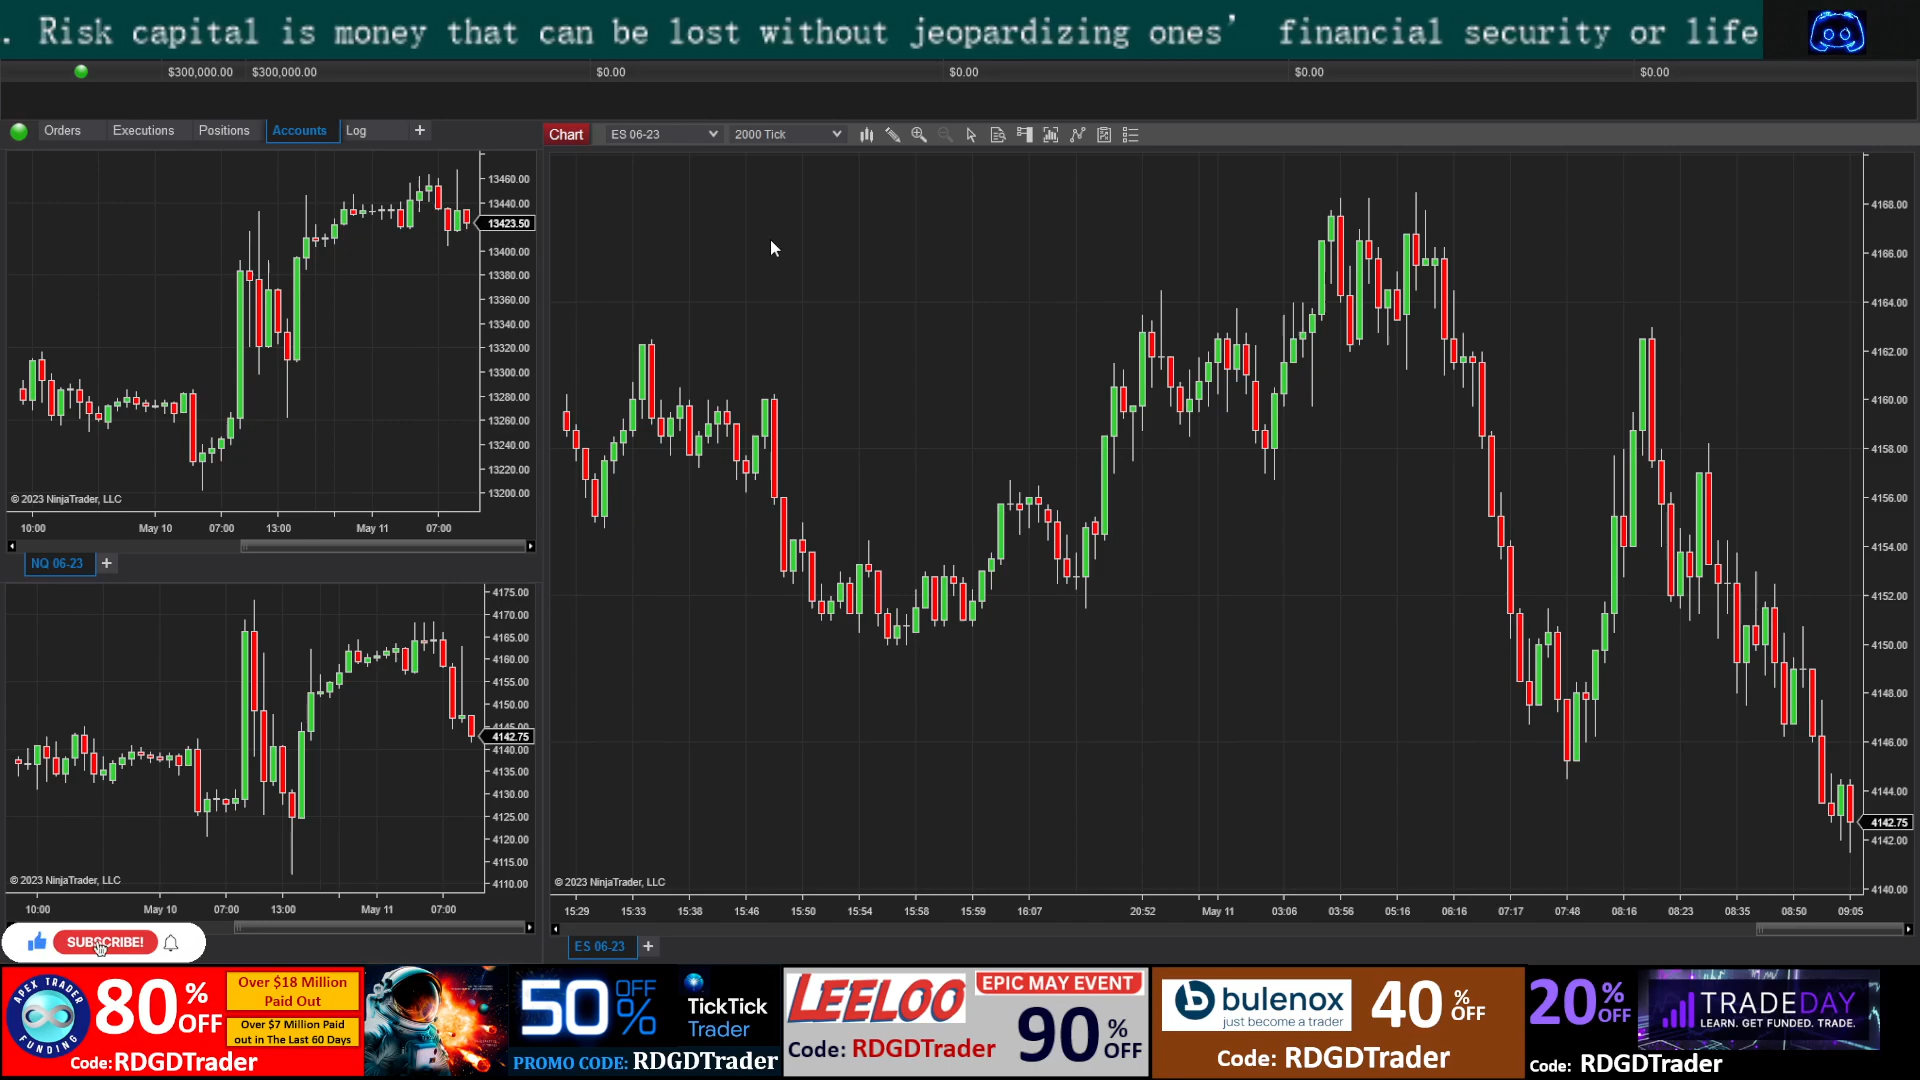 . Risk capital is money that can be lost without jeopardizing ones' financial security or life
$300,000.00 $300,000.00 $0.00 $0.00 $0.00 $0.00
Orders Executions Positions Accounts Log +
Chart ES 06-23 2000 Tick
13460.00
13440.00
13423.50
13400.00
13380.00
13360.00
13340.00
13320.00
13300.00
13280.00
13260.00
13240.00
13220.00
13200.00
© 2023 NinjaTrader, LLC
10:00 May 10 07:00 13:00 May 11 07:00
NQ 06-23 +
4175.00
4170.00
4165.00
4160.00
4155.00
4150.00
4145.00
4142.75
4140.00
4135.00
4130.00
4125.00
4120.00
4115.00
4110.00
© 2023 NinjaTrader, LLC
10:00 May 10 07:00 13:00 May 11 07:00
4168.00
4166.00
4164.00
4162.00
4160.00
4158.00
4156.00
4154.00
4152.00
4150.00
4148.00
4146.00
4144.00
4142.75
4142.00
4140.00
© 2023 NinjaTrader, LLC
15:29 15:33 15:38 15:46 15:50 15:54 15:58 15:59 16:07 20:52 May 11 03:06 03:56 05:16 07:17 07:48 08:16 08:23 08:35 08:50 09:05
ES 06-23 +
SUBSCRIBE!
APEX TRADER FUNDING
80% OFF
Over $18 Million
Paid Out
Over $7 Million Paid
out in The Last 60 Days
Code:RDGDTrader
50% OFF
TickTick
Trader
PROMO CODE: RDGDTrader
LEELOO
EPIC MAY EVENT
90% OFF
Code: RDGDTrader
bulenox
just become a trader
40% OFF
Code: RDGDTrader
20% OFF
TRADEDAY
LEARN. GET FUNDED. TRADE.
Code: RDGDTrader